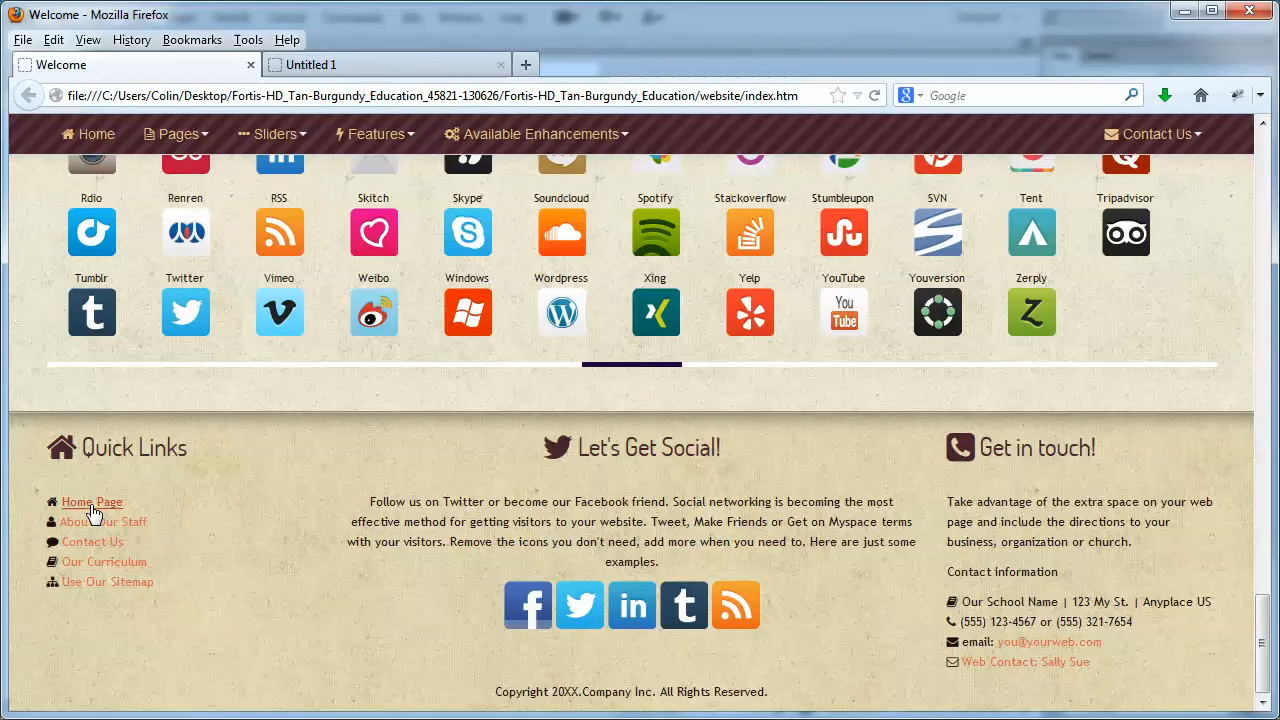 Welcome - Mozilla Firefox
File Edit View History Bookmarks Tools Help
Welcome Untitled 1
file:///C:/Users/Colin/Desktop/Fortis-HD_Tan-Burgundy_Education_45821-130626/Fortis-HD_Tan-Burgundy_Education/website/index.htm Google
Home Pages Sliders Features Available Enhancements Contact Us
Rdio Renren RSS Skitch Skype Soundcloud Spotify Stackoverflow Stumbleupon SVN Tent Tripadvisor
Tumblr Twitter Vimeo Weibo Windows Wordpress Xing Yelp YouTube Youversion Zerply
You
Tube
Quick Links
Home Page
About Our Staff
Contact Us
Our Curriculum
Use Our Sitemap
Let's Get Social!
Follow us on Twitter or become our Facebook friend. Social networking is becoming the most
effective method for getting visitors to your website. Tweet, Make Friends or Get on Myspace terms
with your visitors. Remove the icons you don't need, add more when you need to. Here are just some
examples.
Get in touch!
Take advantage of the extra space on your web
page and include the directions to your
business, organization or church.
Contact information
Our School Name | 123 My St. | Anyplace US
(555) 123-4567 or (555) 321-7654
email: you@yourweb.com
Web Contact: Sally Sue
Copyright 20XX.Company Inc. All Rights Reserved.